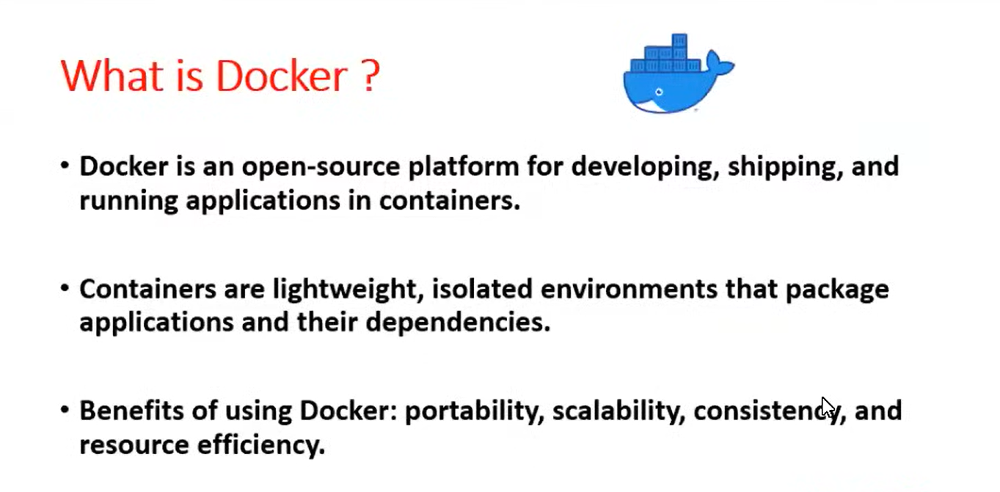 What is Docker ?
• Docker is an open-source platform for developing, shipping, and
running applications in containers.
• Containers are lightweight, isolated environments that package
applications and their dependencies.
• Benefits of using Docker: portability, scalability, consistency, and
resource efficiency.